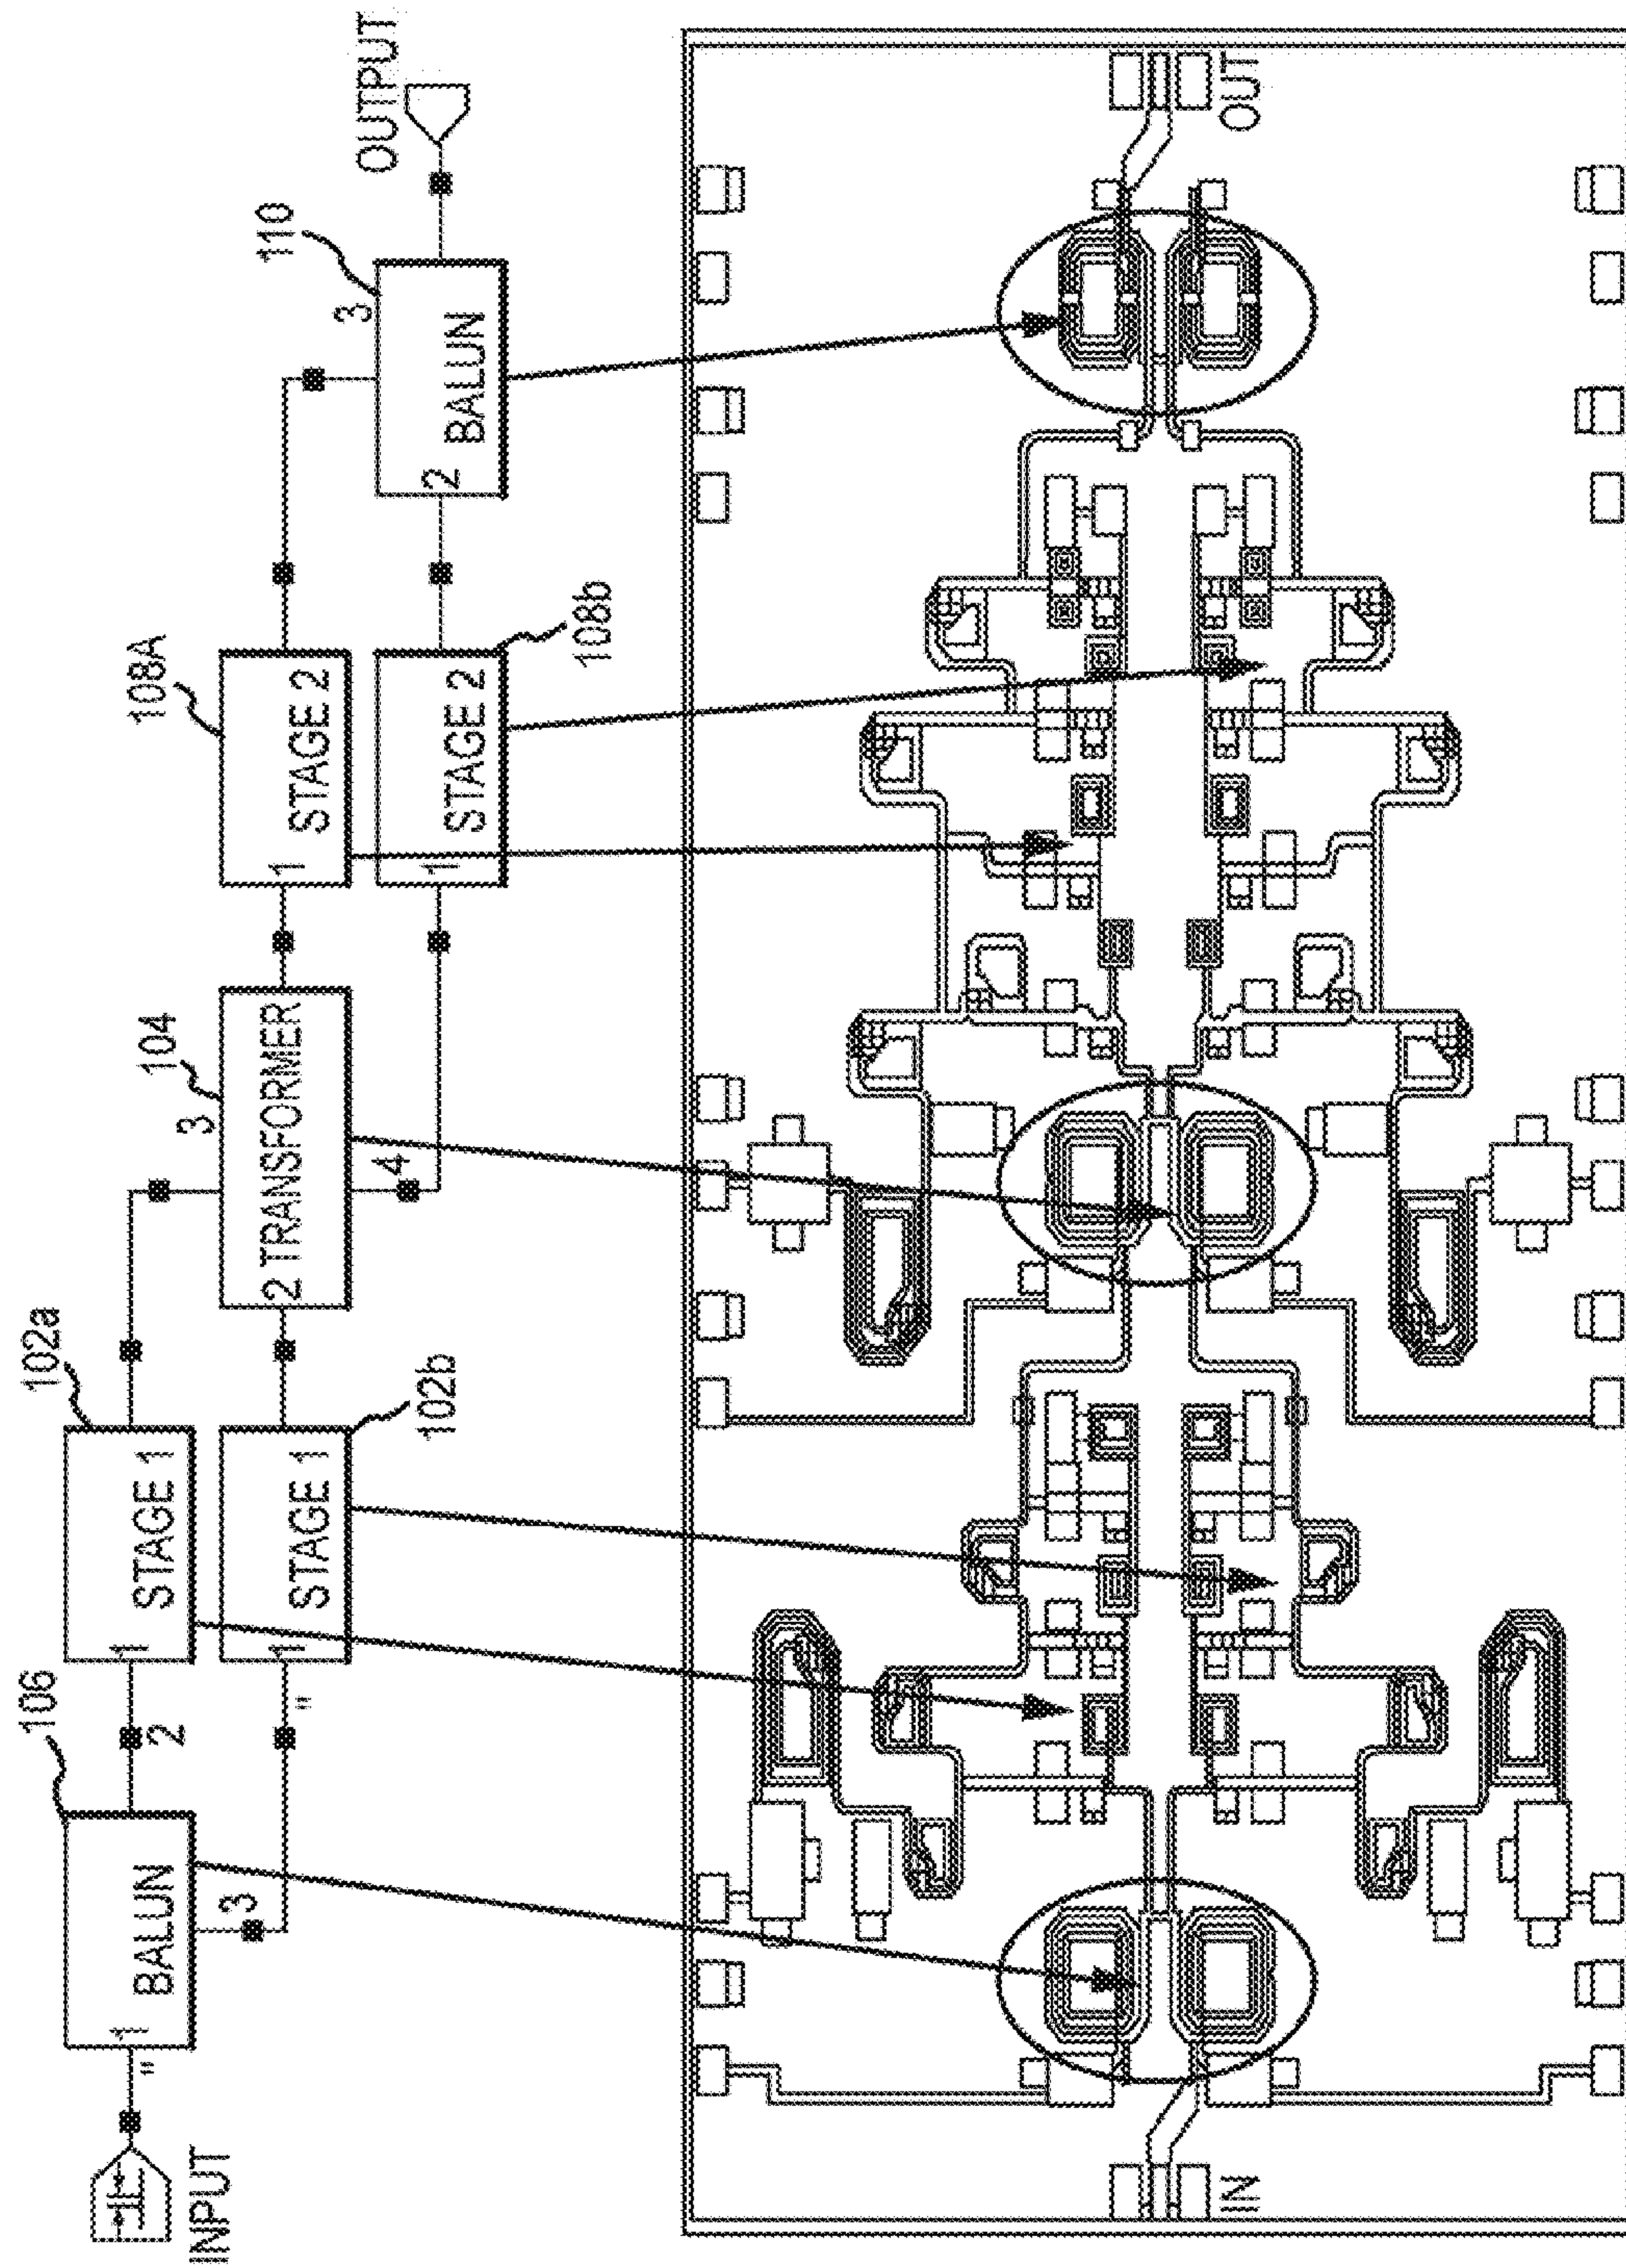 INPUT
"
1
BALUN
106
3
2
"
1
STAGE 1
102a
1
STAGE 1
102b
2 TRANSFORMER
3
104
4
1
STAGE 2
108A
1
STAGE 2
108b
2
BALUN
3
110
OUTPUT
IN
OUT